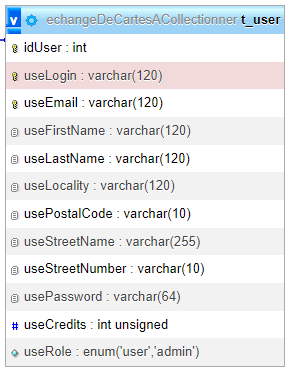 v echangeDeCartesACollectionner t_user
idUser : int
useLogin : varchar(120)
useEmail : varchar(120)
useFirstName : varchar(120)
useLastName : varchar(120)
useLocality : varchar(120)
usePostalCode : varchar(10)
useStreetName : varchar(255)
useStreetNumber : varchar(10)
usePassword : varchar(64)
# useCredits : int unsigned
useRole : enum('user','admin')